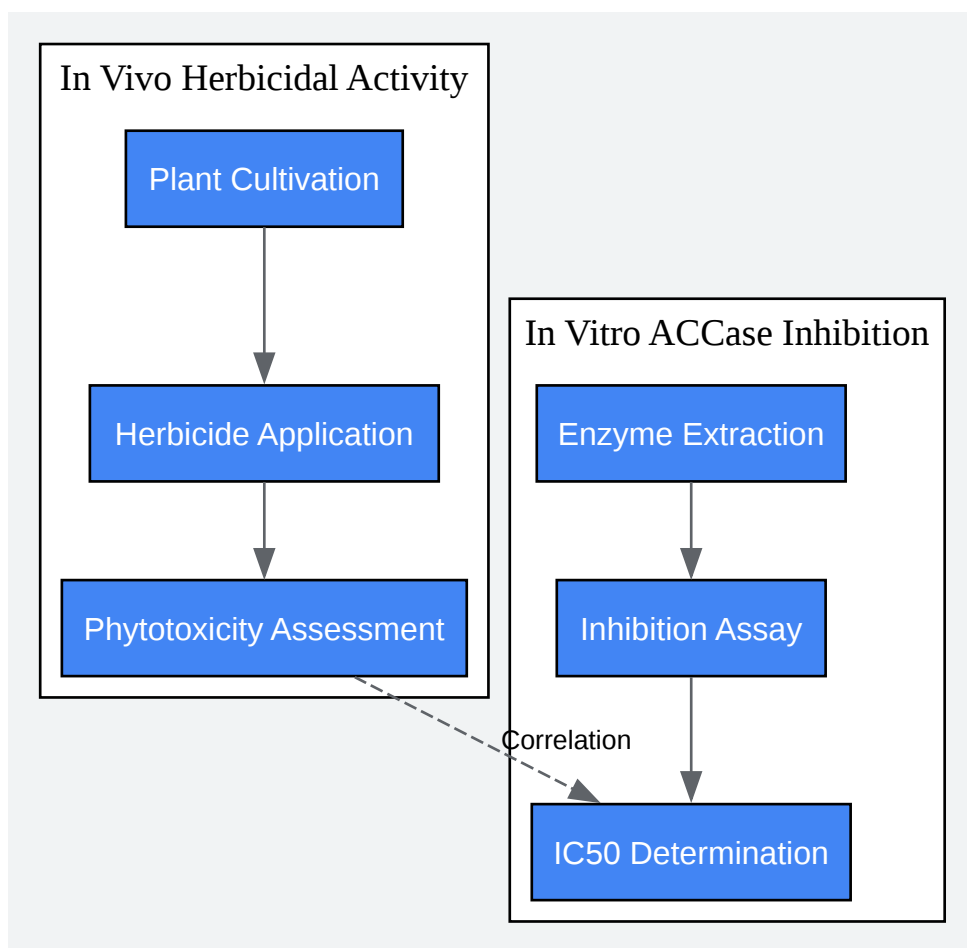 In Vivo Herbicidal Activity
Plant Cultivation
Herbicide Application
Phytotoxicity Assessment
Correlation
In Vitro ACCase Inhibition
Enzyme Extraction
Inhibition Assay
IC50 Determination